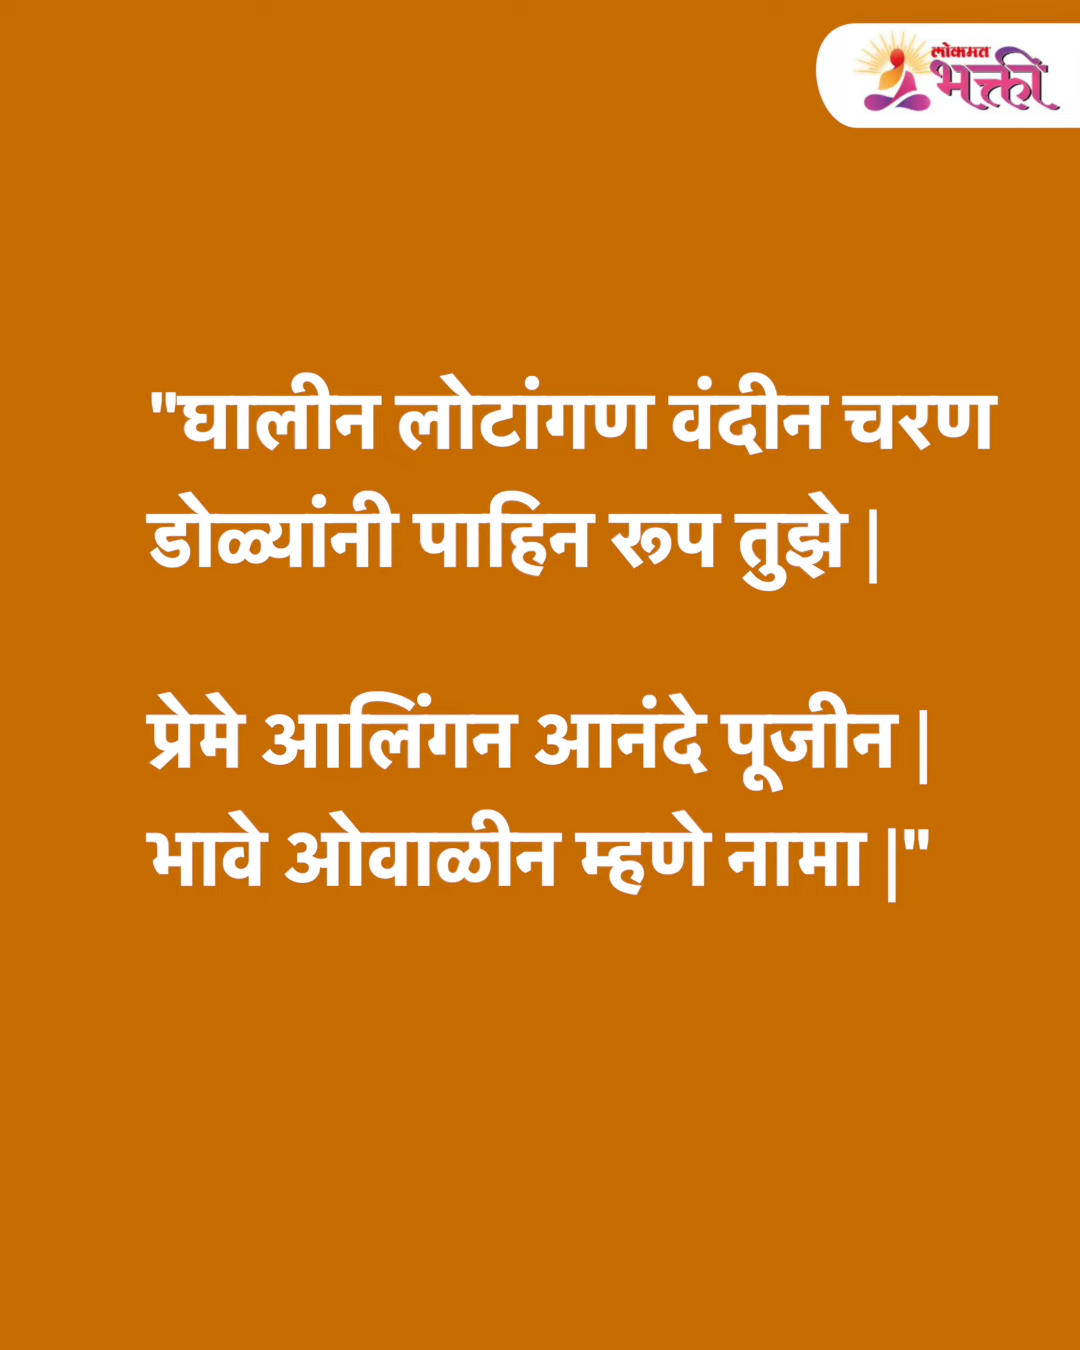 लोकमत
भक्ती
"घालीन लोटांगण वंदीन चरण
डोळ्यांनी पाहिन रूप तुझे |
प्रेमे आलिंगन आनंदे पूजीन |
भावे ओवाळीन म्हणे नामा |"